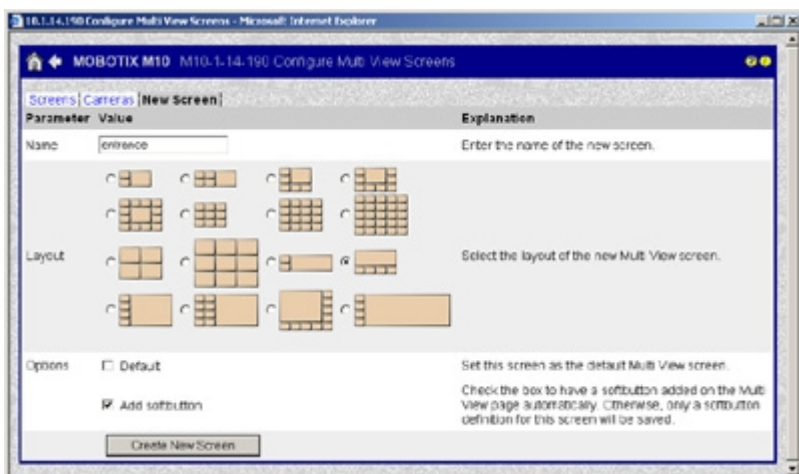 10.1.14.190 Configure Multi View Screens - Microsoft Internet Explorer
MOBOTIX M10 M10-1-14-190 Configure Multi View Screens
Screens Cameras New Screen
Parameter Value Explanation
Name entrance Enter the name of the new screen.
Layout Select the layout of the new Multi View screen.
Options Default Set this screen as the default Multi View screen.
Add softbutton Check the box to have a softbutton added on the Multi
View page automatically. Otherwise, only a softbutton
definition for this screen will be saved.
Create New Screen